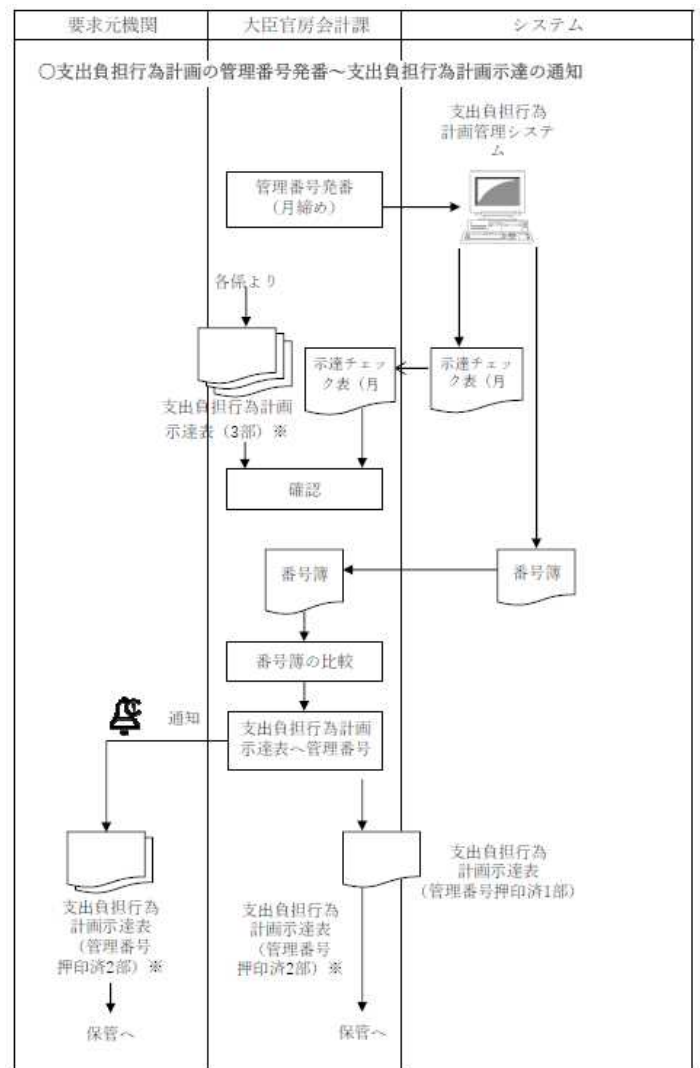 要求元機関
大臣官房会計課
システム
○支出負担行為計画の管理番号発番～支出負担行為計画示達の通知
支出負担行為
計画管理システ
ム
管理番号発番
（月締め）
各係より
示達チェッ
ク表（月
示達チェッ
ク表（月
支出負担行為計画
示達表（3部）※
確認
番号簿
番号簿
番号簿の比較
通知
支出負担行為計画
示達表へ管理番号
支出負担行為
計画示達表
（管理番号押印済1部）
支出負担行為
計画示達表
（管理番号
押印済2部）※
支出負担行為
計画示達表
（管理番号
押印済2部）※
保管へ
保管へ